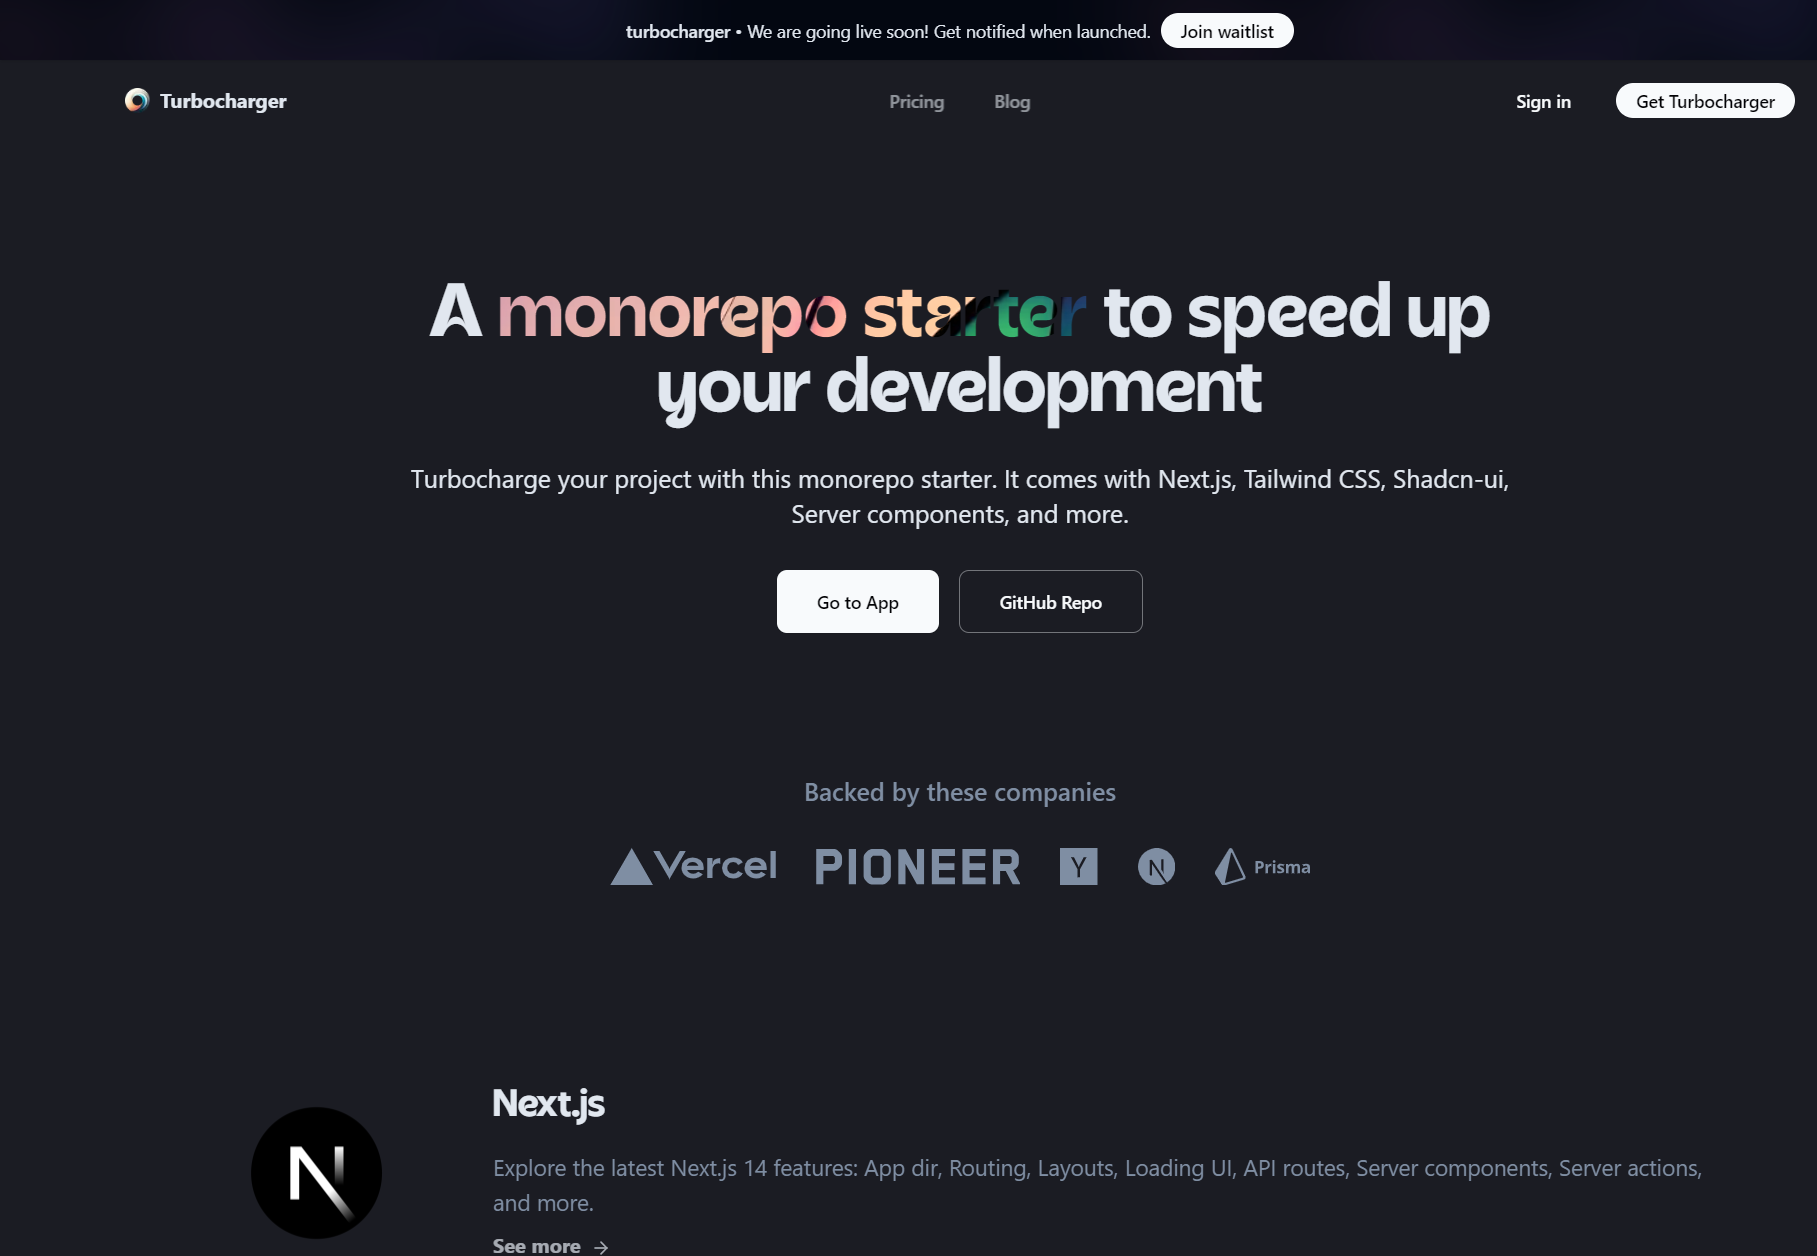 turbocharger • We are going live soon! Get notified when launched. Join waitlist
Turbocharger Pricing Blog Sign in Get Turbocharger
A monorepo starter to speed up
your development
Turbocharge your project with this monorepo starter. It comes with Next.js, Tailwind CSS, Shadcn-ui,
Server components, and more.
Go to App GitHub Repo
Backed by these companies
Vercel PIONEER Y N Prisma
N
Next.js
Explore the latest Next.js 14 features: App dir, Routing, Layouts, Loading UI, API routes, Server components, Server actions,
and more.
See more →